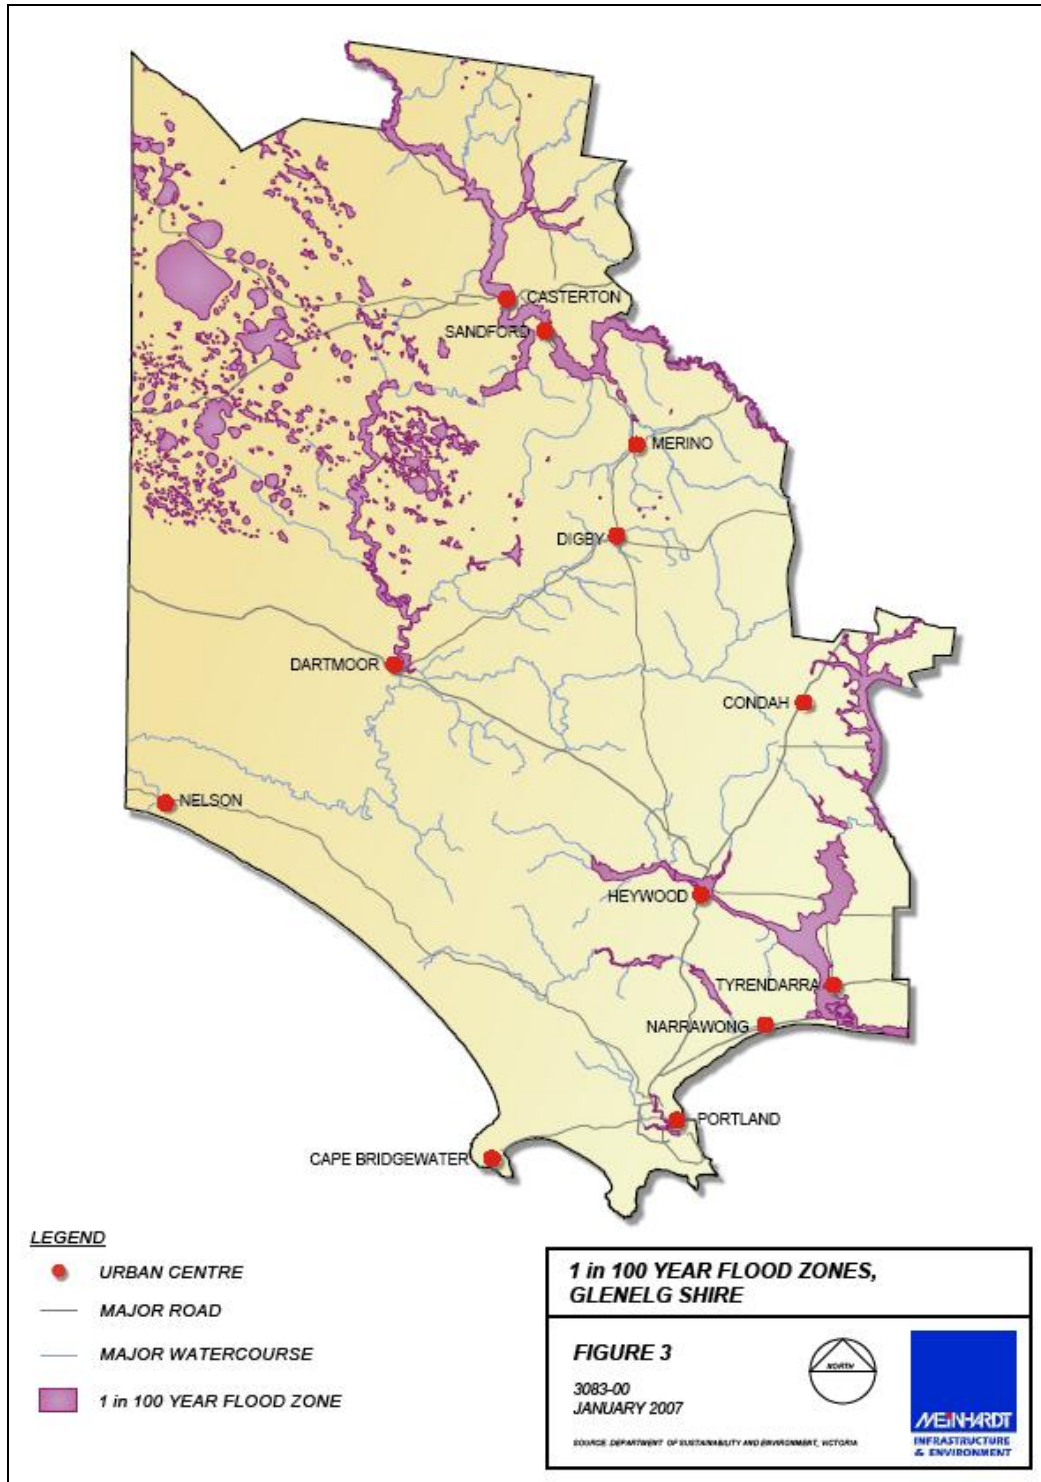 CASTERTON
SANDFORD
MERINO
DIGBY
DARTMOOR
CONDAH
NELSON
HEYWOOD
TYRENDARRA
NARRAWONG
PORTLAND
CAPE BRIDGEWATER
LEGEND
URBAN CENTRE
MAJOR ROAD
MAJOR WATERCOURSE
1 in 100 YEAR FLOOD ZONE
1 in 100 YEAR FLOOD ZONES,
GLENELG SHIRE
FIGURE 3
3083-00
JANUARY 2007
SOURCE: DEPARTMENT OF SUSTAINABILITY AND ENVIRONMENT, VICTORIA
NORTH
MEINHARDT
INFRASTRUCTURE
& ENVIRONMENT